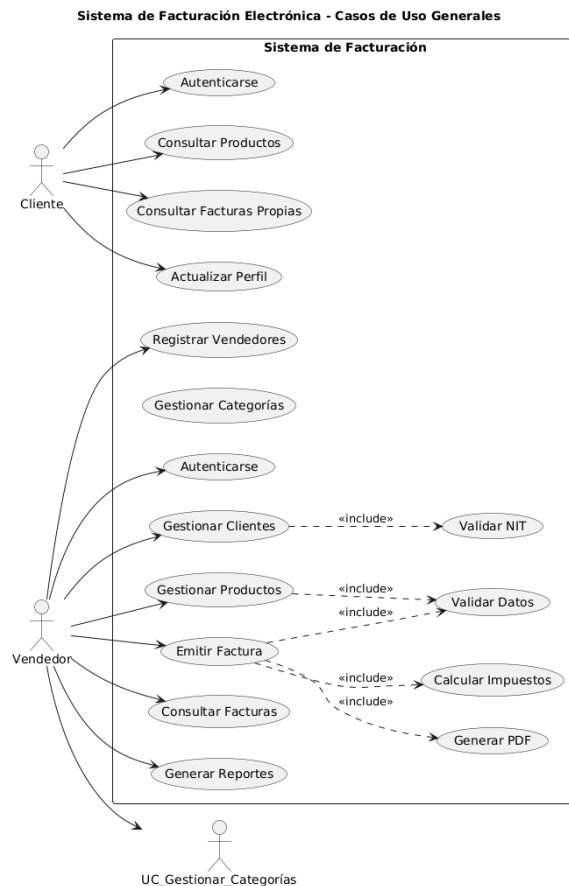 Sistema de Facturación Electrónica - Casos de Uso Generales
Sistema de Facturación
Autenticarse
Consultar Productos
Cliente
Consultar Facturas Propias
Actualizar Perfil
Registrar Vendedores
Gestionar Categorías
Autenticarse
Gestionar Clientes
«include»
Validar NIT
Gestionar Productos
«include»
Validar Datos
«include»
Vendedor
Emitir Factura
«include»
Calcular Impuestos
«include»
Consultar Facturas
Generar PDF
Generar Reportes
UC_Gestionar_Categorías